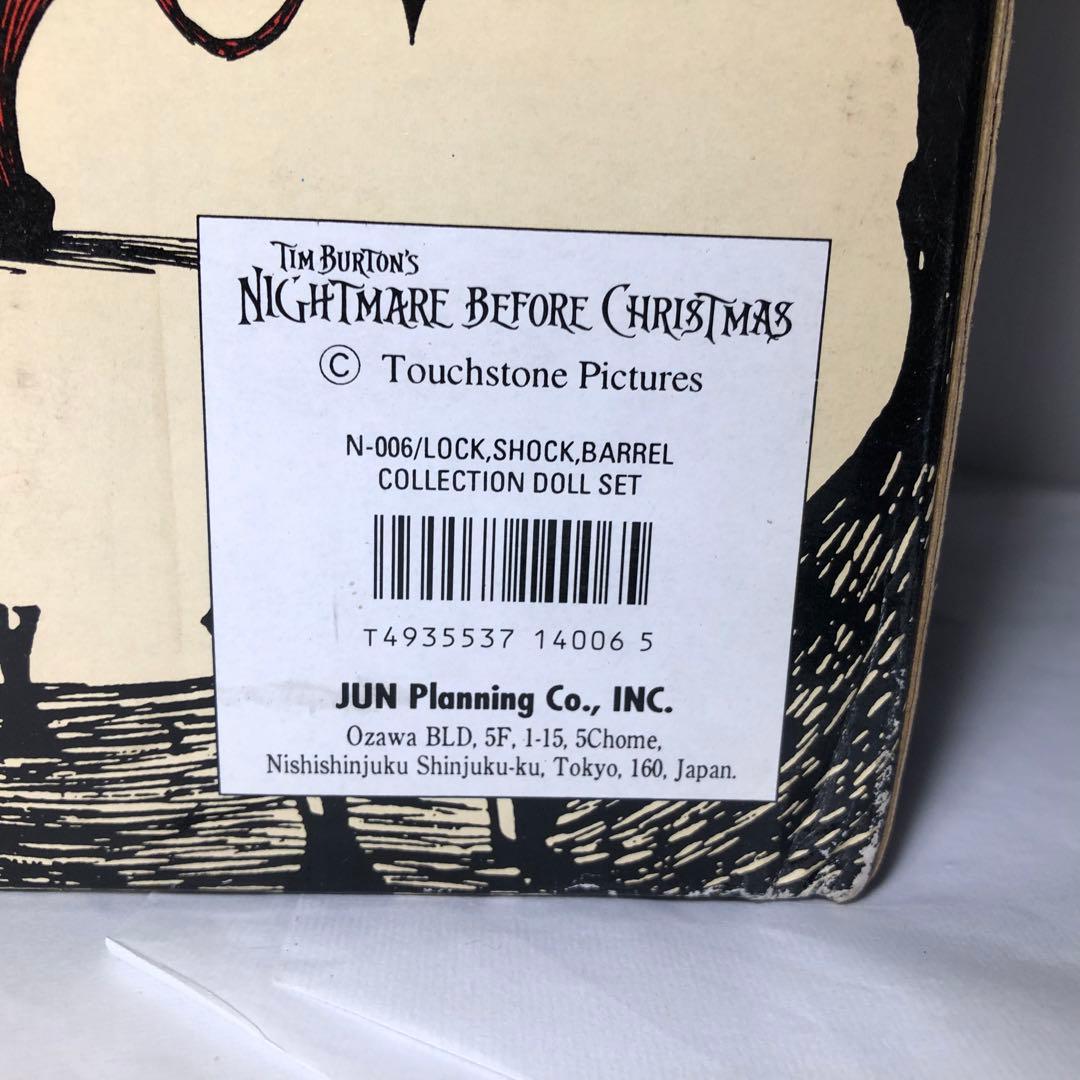 TIM BURTON'S
NIGHTMARE BEFORE CHRISTMAS
© Touchstone Pictures
N-006/LOCK,SHOCK,BARREL
COLLECTION DOLL SET
T4935537 14006 5
JUN Planning Co., INC.
Ozawa BLD, 5F, 1-15, 5Chome,
Nishishinjuku Shinjuku-ku, Tokyo, 160, Japan.